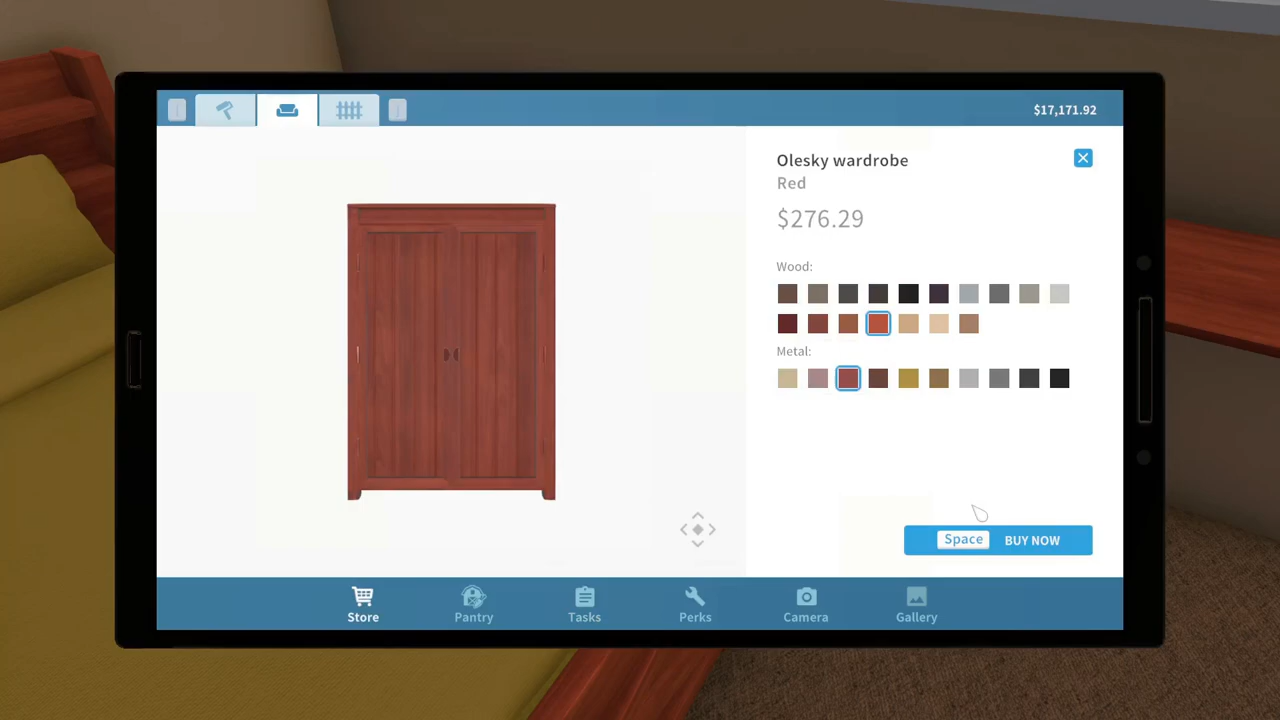 $17,171.92
Olesky wardrobe
Red
$276.29
Wood:
Metal:
Space BUY NOW
Store Pantry Tasks Perks Camera Gallery